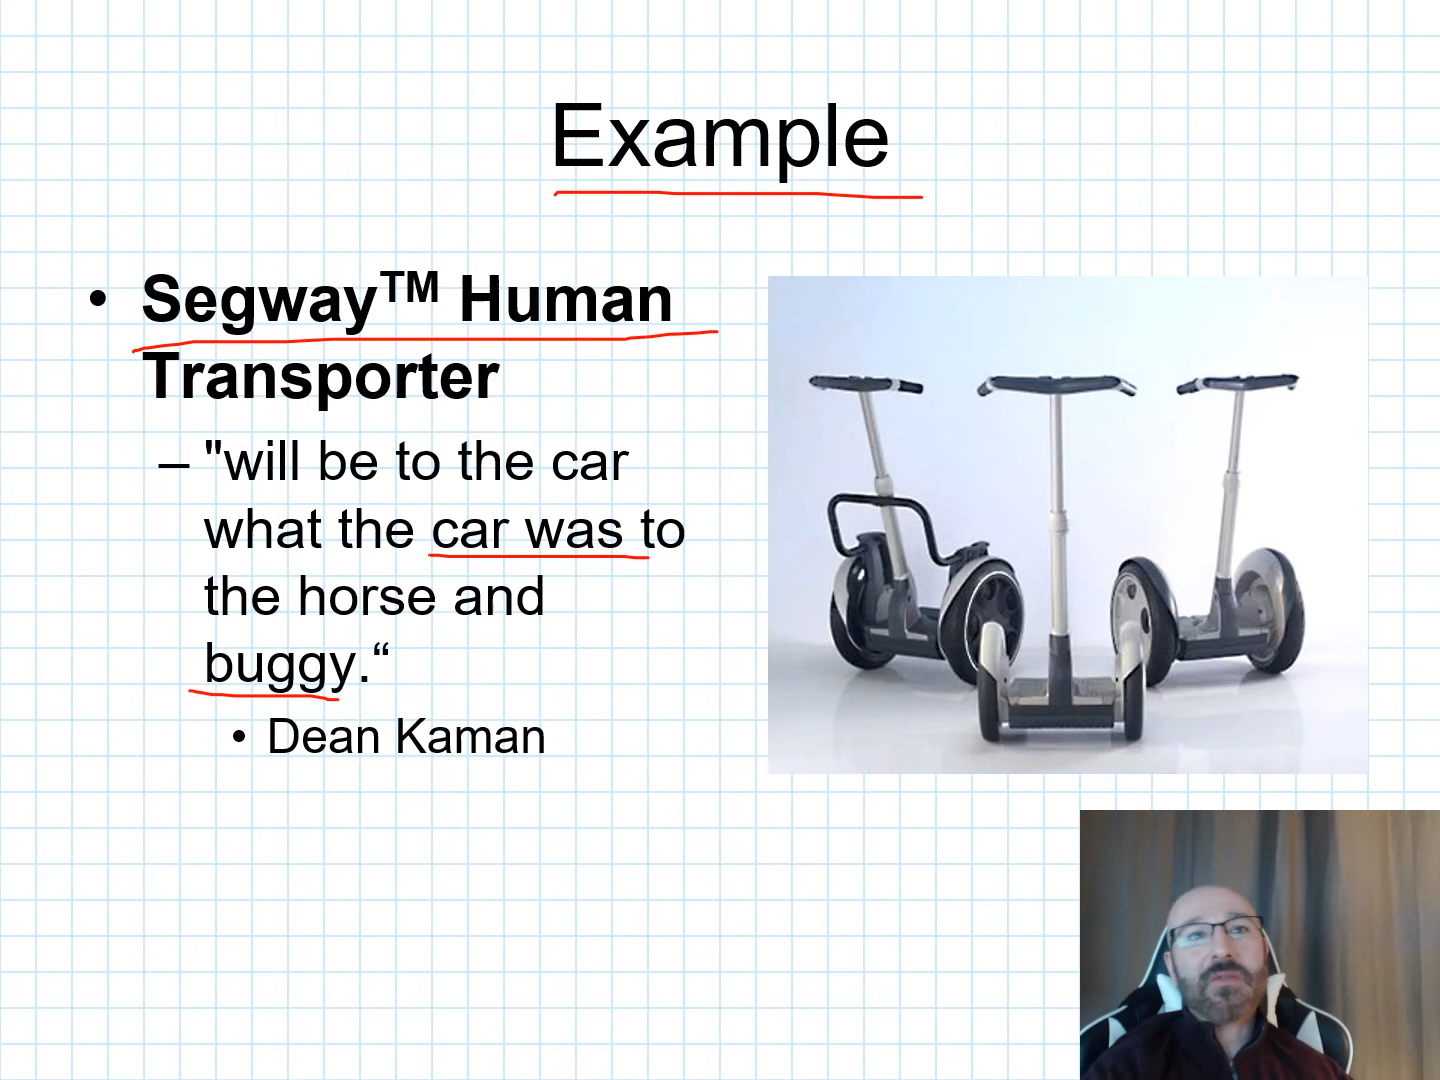 Example
• Segway™ Human
Transporter
– "will be to the car
what the car was to
the horse and
buggy.“
• Dean Kaman